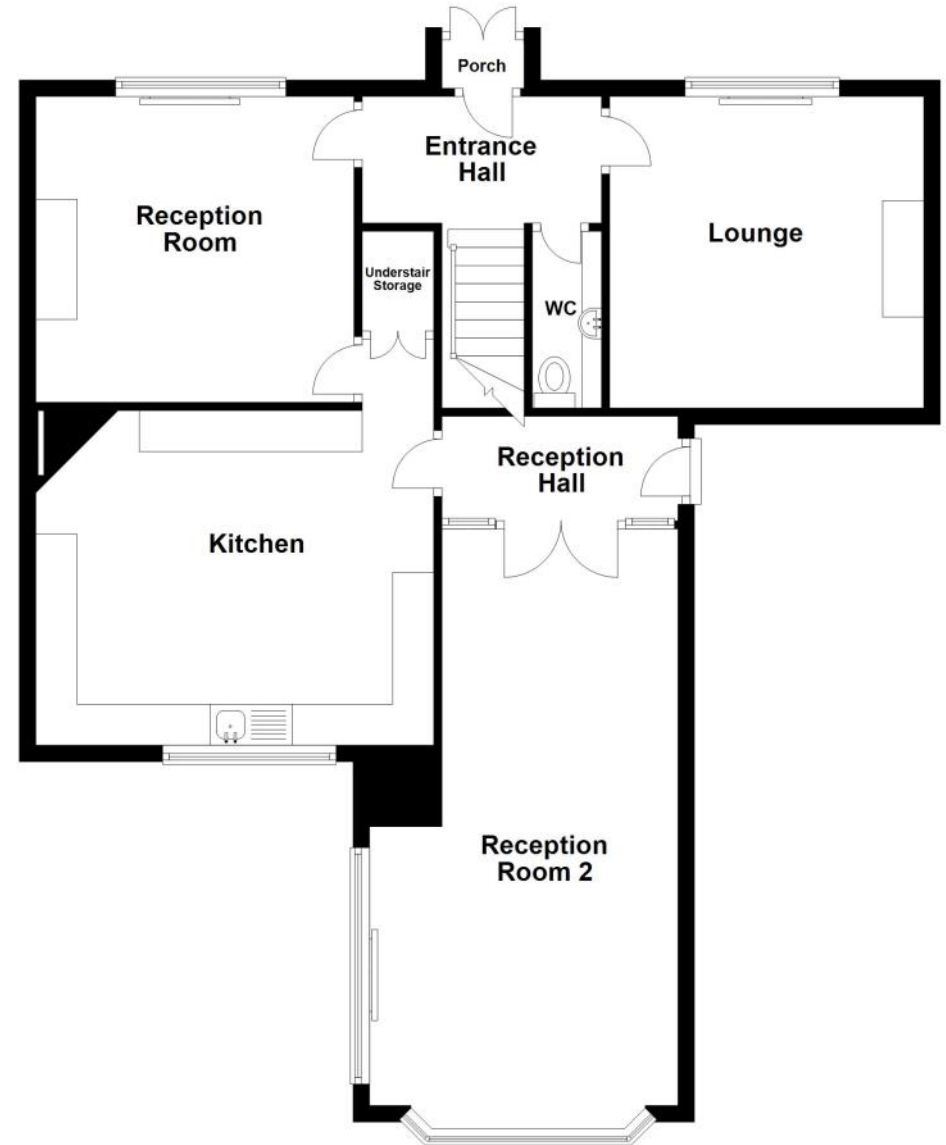 Porch
Entrance
Hall
Reception
Room
Lounge
Understair
Storage
WC
Reception
Hall
Kitchen
Reception
Room 2